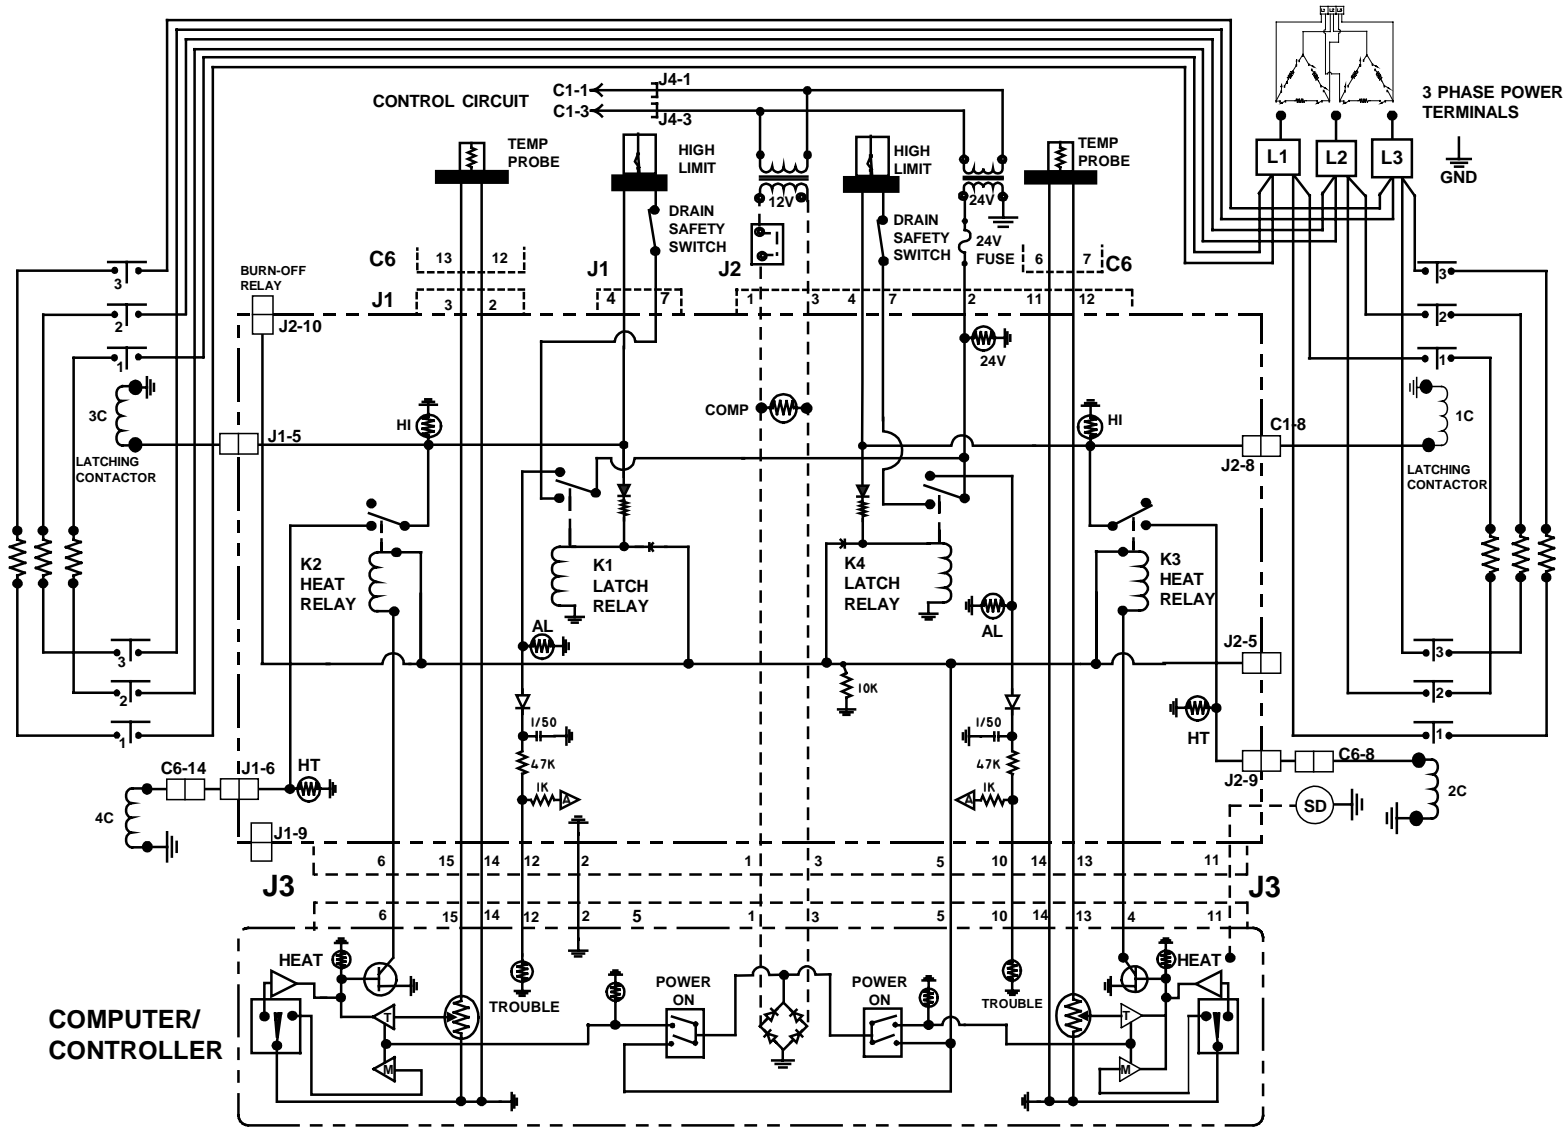 L1 L2 L3
CONTROL CIRCUIT
C1-1
J4-1
C1-3
J4-3
3 PHASE POWER
TERMINALS
TEMP
PROBE
HIGH
LIMIT
HIGH
LIMIT
TEMP
PROBE
L1
L2
L3
GND
12V
24V
DRAIN
SAFETY
SWITCH
DRAIN
SAFETY
SWITCH
24V
FUSE
C6
13
12
6
7
C6
BURN-OFF
RELAY
J1
J2
3
3
J1
3
2
4
7
1
3
4
7
2
11
12
2
2
J2-10
24V
1
1
3C
COMP
1C
HI
HI
J1-5
C1-8
J2-8
LATCHING
CONTACTOR
LATCHING
CONTACTOR
K2
HEAT
RELAY
K1
LATCH
RELAY
K4
LATCH
RELAY
K3
HEAT
RELAY
AL
AL
3
J2-5
3
2
10K
2
1
1/50
1/50
HT
1
C6-14
J1-6
HT
47K
47K
J2-9
C6-8
1K
A
A
1K
4C
2C
SD
J1-9
J3
6
15
14
12
2
1
3
5
10
14
13
11
J3
6
15
14
12
2
5
1
3
5
10
14
13
4
11
HEAT
HEAT
TROUBLE
POWER
ON
POWER
ON
TROUBLE
COMPUTER/
CONTROLLER
T
T
M
M